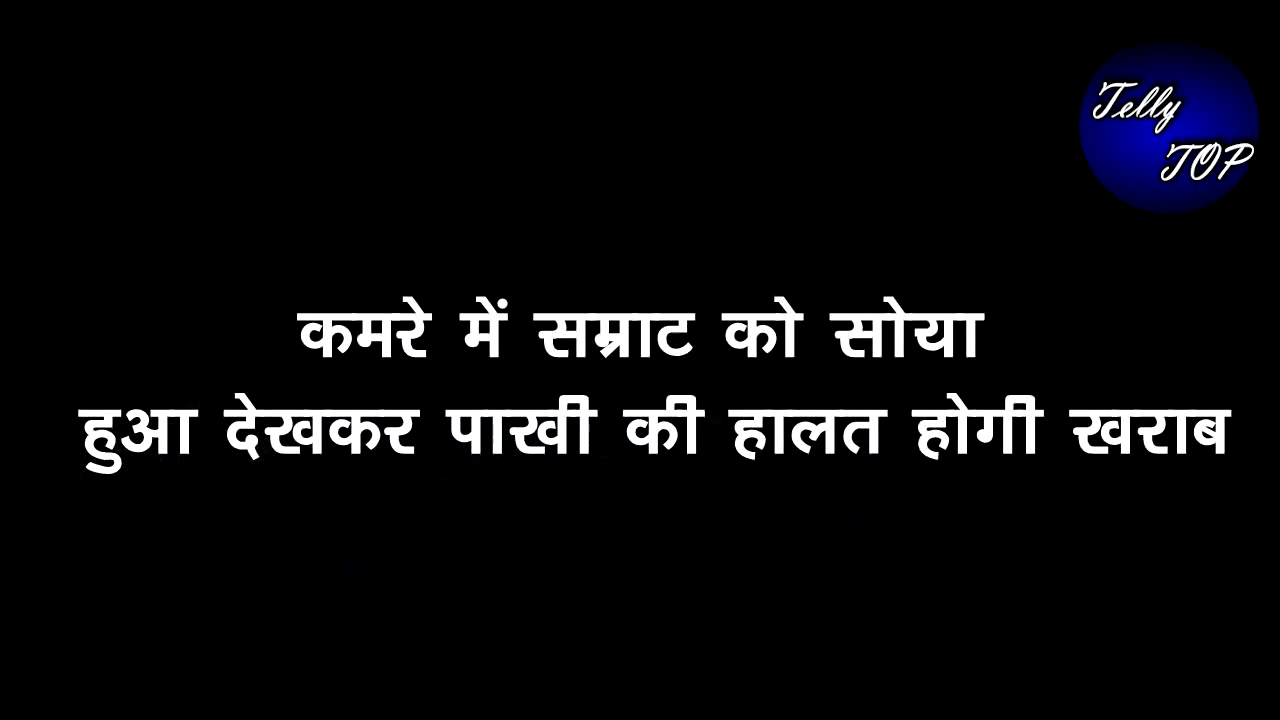 Telly
TOP
कमरे में सम्राट को सोया
हुआ देखकर पाखी की हालत होगी खराब